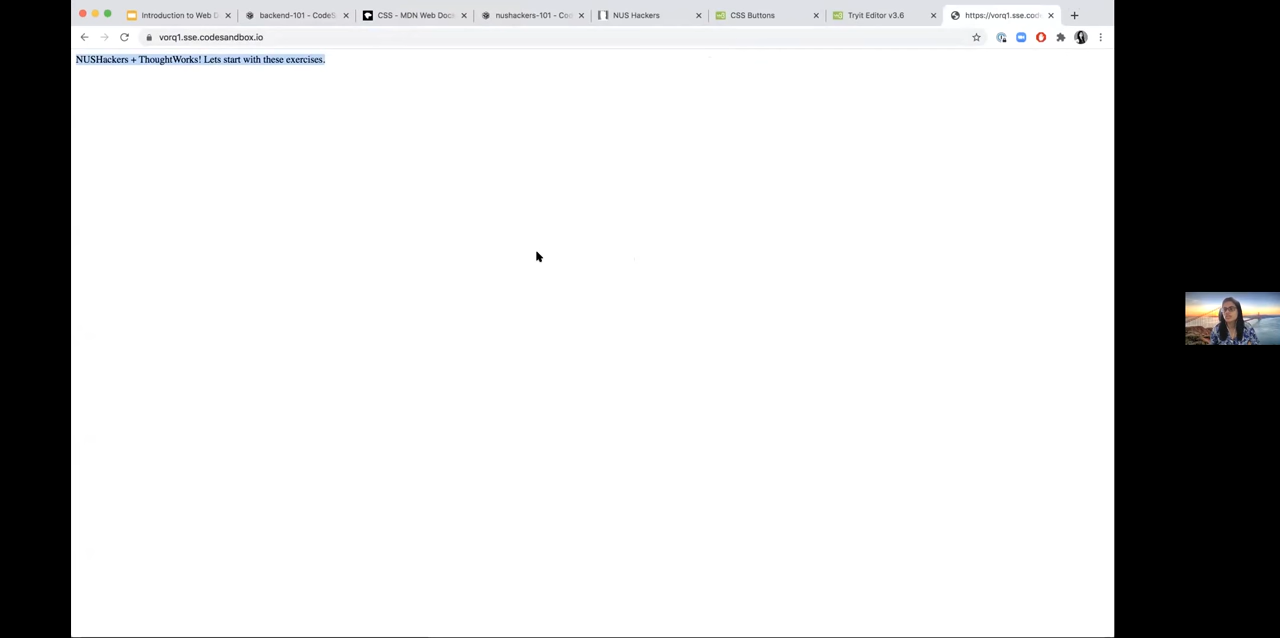 Introduction to Web D
backend-101 - CodeS
CSS - MDN Web Doc
nushackers-101 - Co
NUS Hackers
CSS Buttons
Tryit Editor v3.6
https://vorq1.sse.cod
vorq1.sse.codesandbox.io
NUSHackers + ThoughtWorks! Lets start with these exercises.